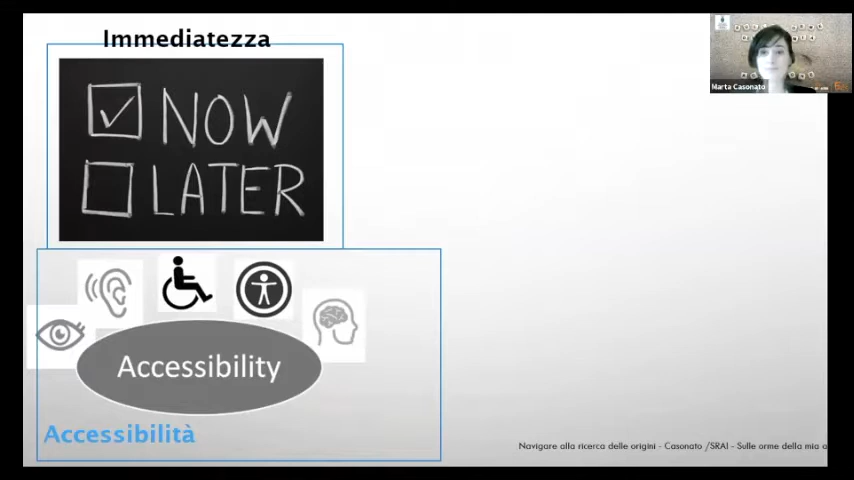 Immediatezza
NOW
LATER
Marta Casonato
Accessibility
Accessibilità
Navigare alla ricerca delle origini - Casonato /SRAI - Sulle orme della mia a